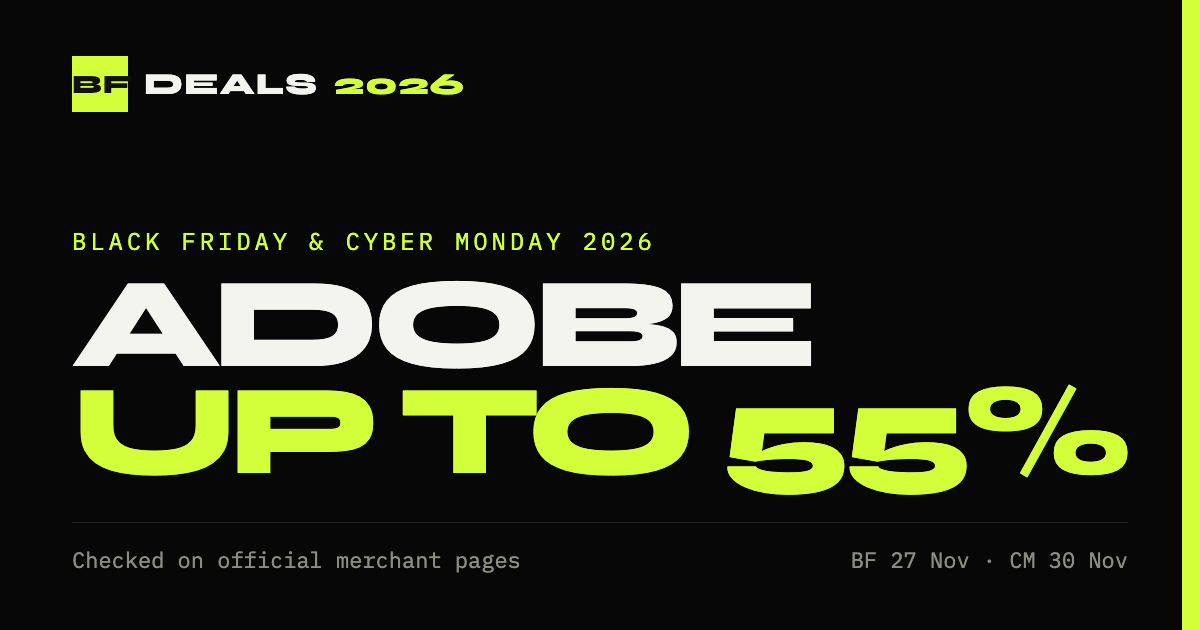 BF DEALS 2026
BLACK FRIDAY & CYBER MONDAY 2026
ADOBE
UP TO 55%
Checked on official merchant pages
BF 27 Nov · CM 30 Nov